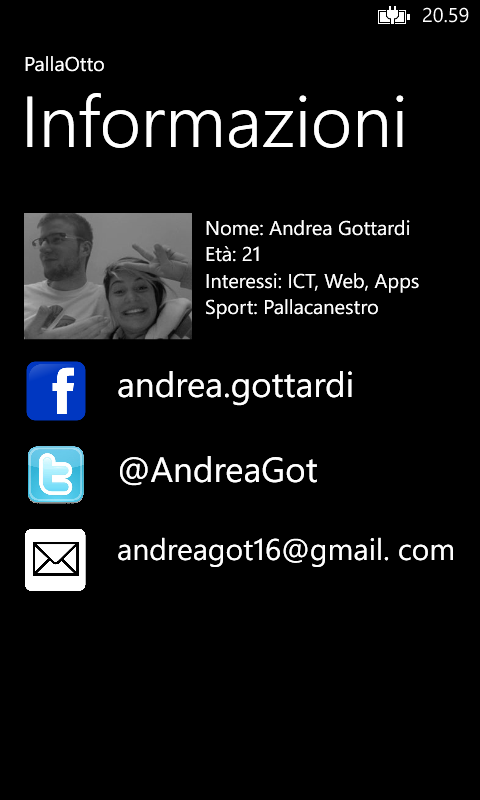 20.59
PallaOtto
Informazioni
Nome: Andrea Gottardi
Età: 21
Interessi: ICT, Web, Apps
Sport: Pallacanestro
f andrea.gottardi
t @AndreaGot
andreagot16@gmail. com